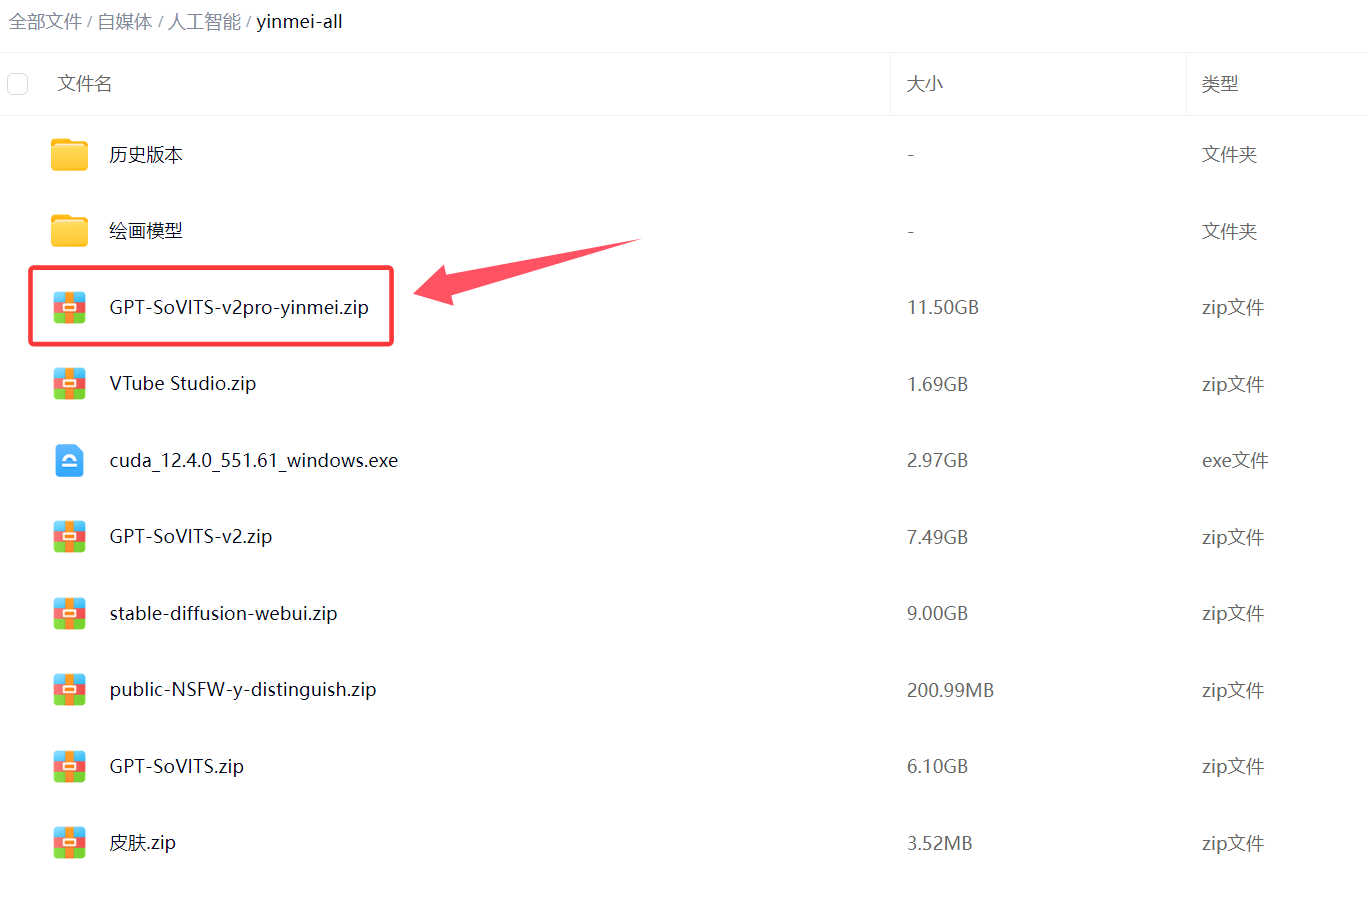 全部文件 / 自媒体 / 人工智能 / yinmei-all
文件名 大小 类型
历史版本 - 文件夹
绘画模型 - 文件夹
GPT-SoVITS-v2pro-yinmei.zip 11.50GB zip文件
VTube Studio.zip 1.69GB zip文件
cuda_12.4.0_551.61_windows.exe 2.97GB exe文件
GPT-SoVITS-v2.zip 7.49GB zip文件
stable-diffusion-webui.zip 9.00GB zip文件
public-NSFW-y-distinguish.zip 200.99MB zip文件
GPT-SoVITS.zip 6.10GB zip文件
皮肤.zip 3.52MB zip文件